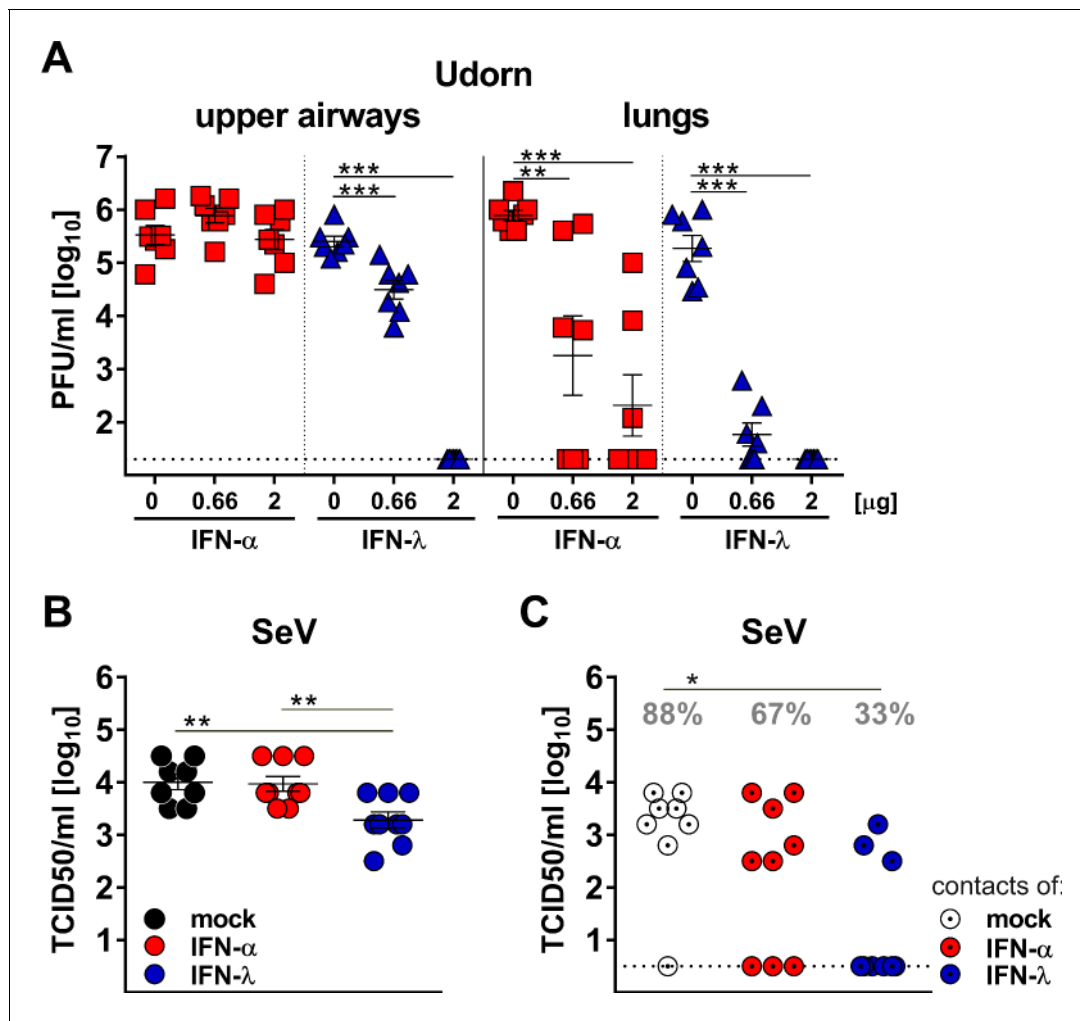 A
Udorn
upper airways lungs
PFU/ml [log10]
7
6
5
4
3
2
*** *** ** *** *** ***
0 0.66 2 0 0.66 2 0 0.66 2 0 0.66 2 [μg]
IFN-α IFN-λ IFN-α IFN-λ
B
SeV
TCID50/ml [log10]
6
5
4
3
2
1
** **
mock
IFN-α
IFN-λ
C
SeV
TCID50/ml [log10]
6
5
4
3
2
1
*
88% 67% 33%
contacts of:
mock
IFN-α
IFN-λ